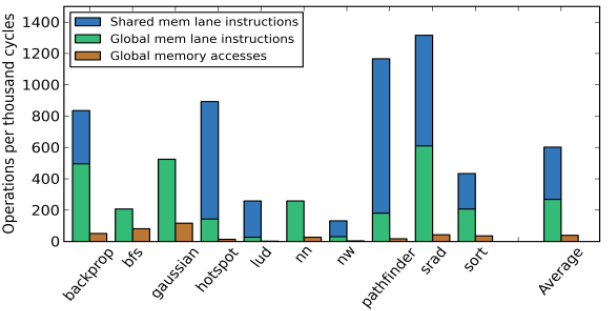 Operations per thousand cycles
1400
1200
1000
800
600
400
200
0
Shared mem lane instructions
Global mem lane instructions
Global memory accesses
backprop
bfs
gaussian
hotspot
lud
nn
nw
pathfinder
srad
sort
Average